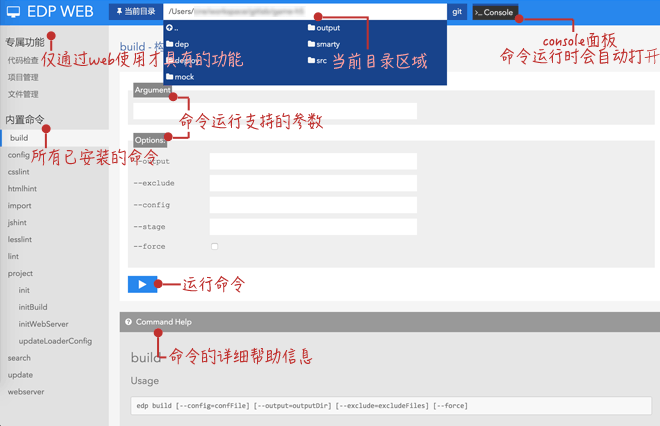 EDP WEB
当前目录
/Users/
git
Console
..
output
dep
smarty
src
mock
当前目录区域
console面板
命令运行时会自动打开
专属功能
仅通过web使用才具有的功能
代码检查
项目管理
文件管理
build - 构
Argument
命令运行支持的参数
内置命令
build
所有已安装的命令
config
csslint
htmlhint
import
jshint
lesslint
lint
project
init
initBuild
initWebServer
updateLoaderConfig
search
update
webserver
Options:
--output
--exclude
--config
--stage
--force
运行命令
Command Help
build
命令的详细帮助信息
Usage
edp build [--config=confFile] [--output=outputDir] [--exclude=excludeFiles] [--force]